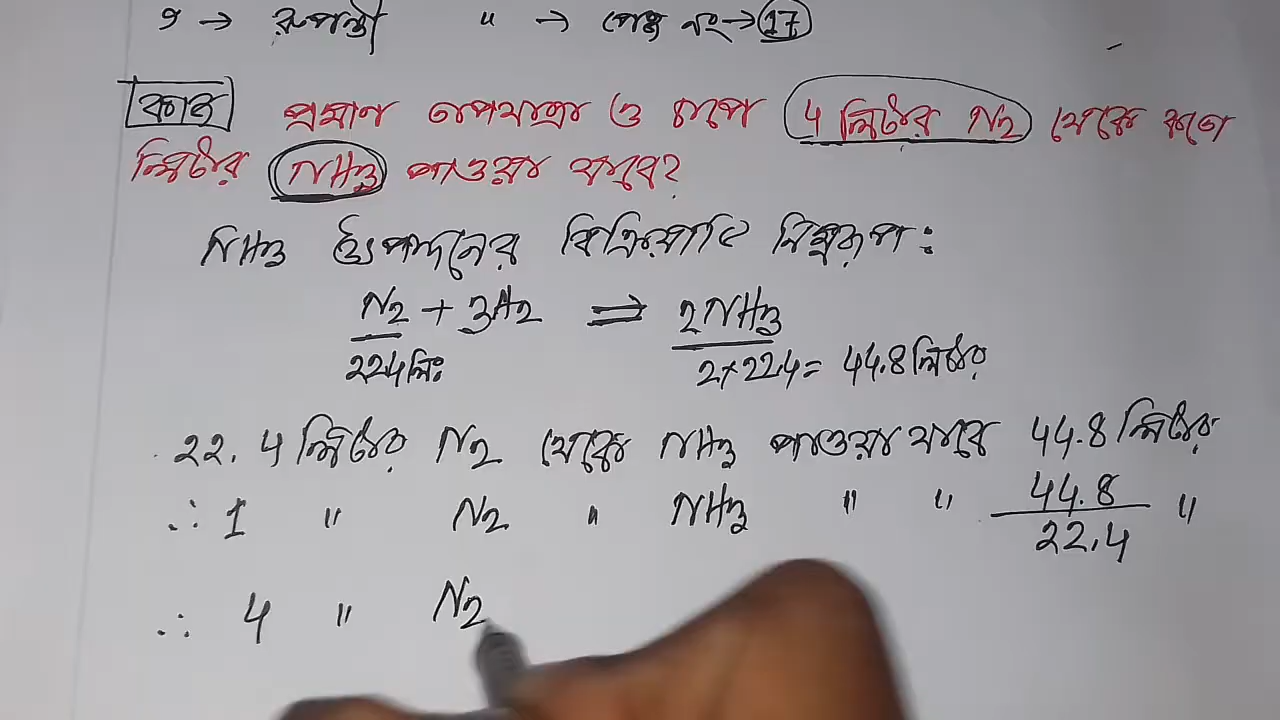 9 → রুপন্তী " → পেজ নং → 17
কাজ প্রমাণ তাপমাত্রা ও চাপে 4 লিটার N2 থেকে কত
লিটার NH3 পাওয়া যাবে?
NH3 উৎপাদনের বিক্রিয়াটি নিম্নরূপ:
N2 + 3H2 ⇌ 2NH3
22.4 লিঃ 2×22.4 = 44.8 লিটার
22.4 লিটার N2 থেকে NH3 পাওয়া যাবে 44.8 লিটার
∴ 1 " N2 " NH3 " " 44.8/22.4 "
∴ 4 " N2